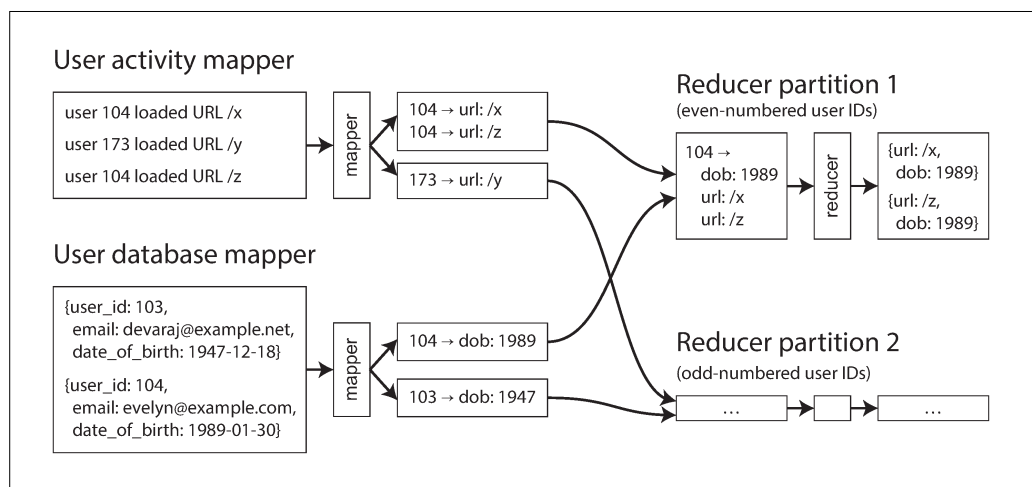 User activity mapper
user 104 loaded URL /x
user 173 loaded URL /y
user 104 loaded URL /z
mapper
104 → url: /x
104 → url: /z
173 → url: /y
User database mapper
{user_id: 103,
email: devaraj@example.net,
date_of_birth: 1947-12-18}
{user_id: 104,
email: evelyn@example.com,
date_of_birth: 1989-01-30}
mapper
104 → dob: 1989
103 → dob: 1947
Reducer partition 1
(even-numbered user IDs)
104 →
dob: 1989
url: /x
url: /z
reducer
{url: /x,
dob: 1989}
{url: /z,
dob: 1989}
Reducer partition 2
(odd-numbered user IDs)
...
...